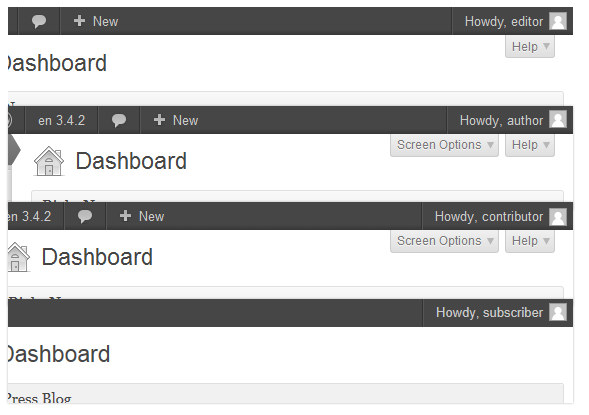 New Howdy, editor
Help
Dashboard
en 3.4.2 New Howdy, author
Screen Options Help
Dashboard
en 3.4.2 New Howdy, contributor
Screen Options Help
Dashboard
Howdy, subscriber
Dashboard
Press Blog